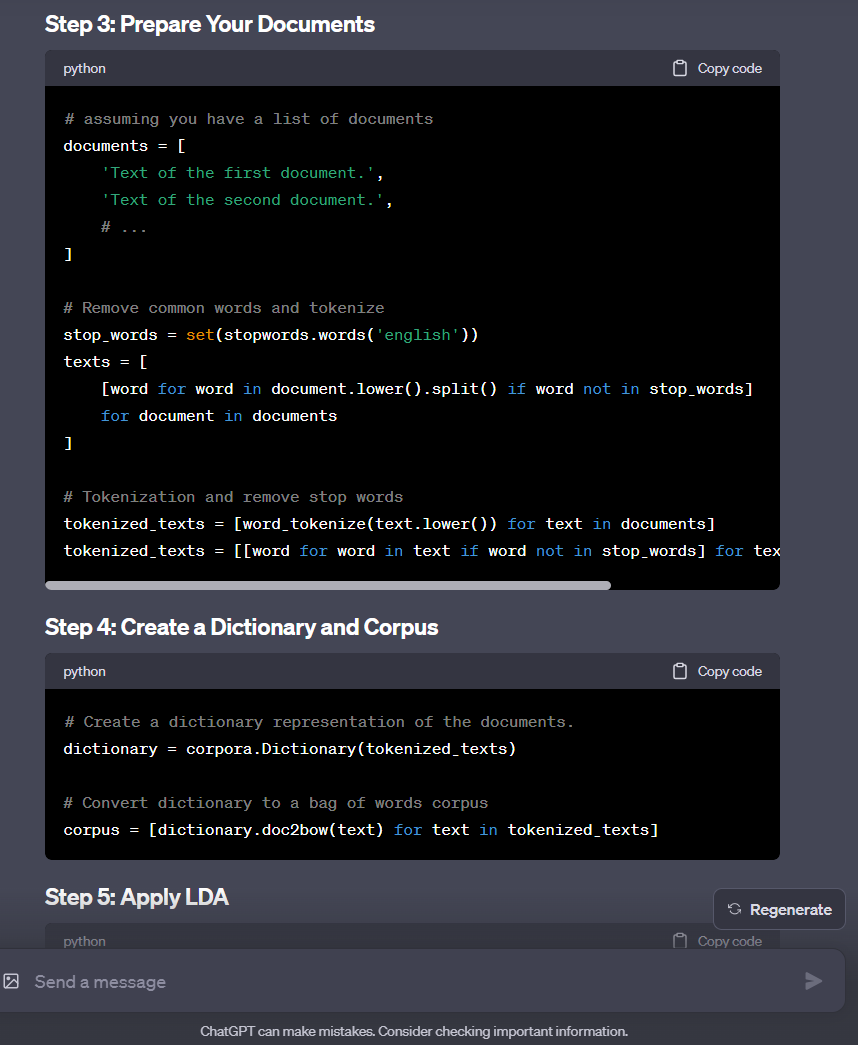 Step 3: Prepare Your Documents
python Copy code
# assuming you have a list of documents
documents = [
    'Text of the first document.',
    'Text of the second document.',
    # ...
]
# Remove common words and tokenize
stop_words = set(stopwords.words('english'))
texts = [
    [word for word in document.lower().split() if word not in stop_words]
    for document in documents
]
# Tokenization and remove stop words
tokenized_texts = [word_tokenize(text.lower()) for text in documents]
tokenized_texts = [[word for word in text if word not in stop_words] for tex
Step 4: Create a Dictionary and Corpus
python Copy code
# Create a dictionary representation of the documents.
dictionary = corpora.Dictionary(tokenized_texts)
# Convert dictionary to a bag of words corpus
corpus = [dictionary.doc2bow(text) for text in tokenized_texts]
Step 5: Apply LDA
Regenerate
python Copy code
Send a message
ChatGPT can make mistakes. Consider checking important information.